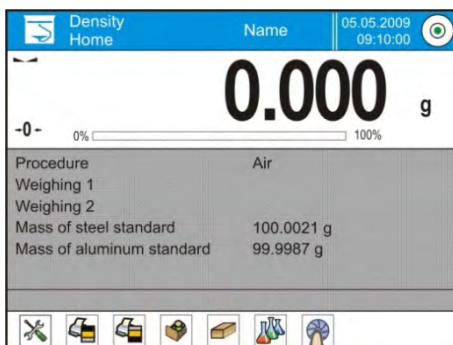 Density Name 05.05.2009
Home 09:10:00
0.000 g
-0- 0% 100%
Procedure Air
Weighing 1
Weighing 2
Mass of steel standard 100.0021 g
Mass of aluminum standard 99.9987 g